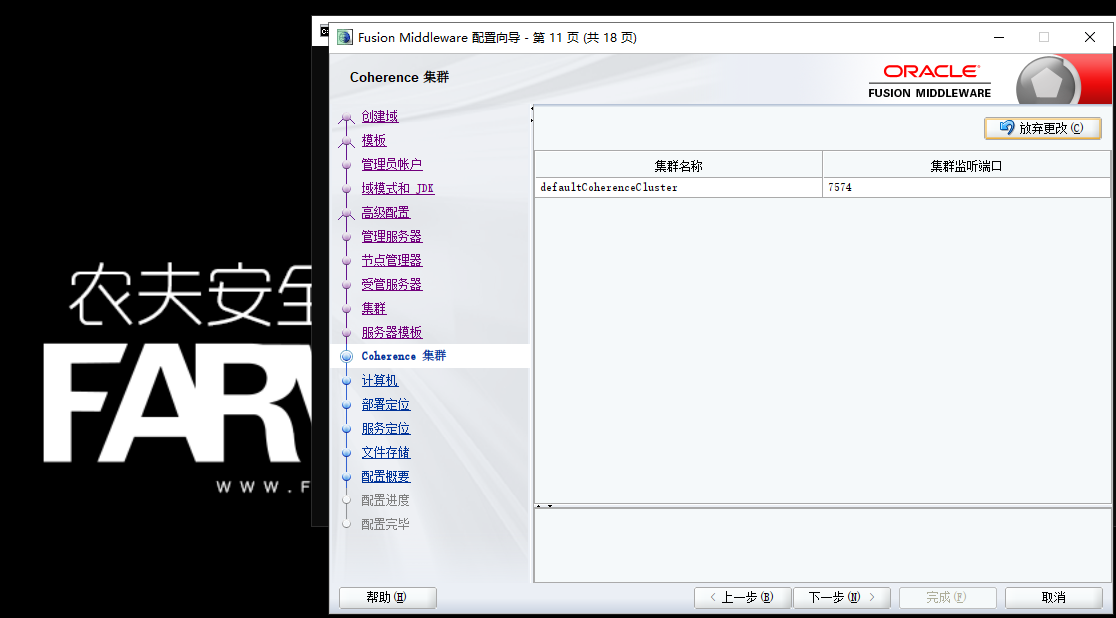 Fusion Middleware 配置向导 - 第 11 页 (共 18 页)
Coherence 集群
ORACLE
FUSION MIDDLEWARE
创建域
模板
管理员帐户
域模式和 JDK
高级配置
管理服务器
节点管理器
受管服务器
集群
服务器模板
Coherence 集群
计算机
部署定位
服务定位
文件存储
配置概要
配置进度
配置完毕
放弃更改(C)
集群名称 集群监听端口
defaultCoherenceCluster 7574
农夫安全
WWW.F
帮助(H)
< 上一步(B)
下一步(N) >
完成(F)
取消